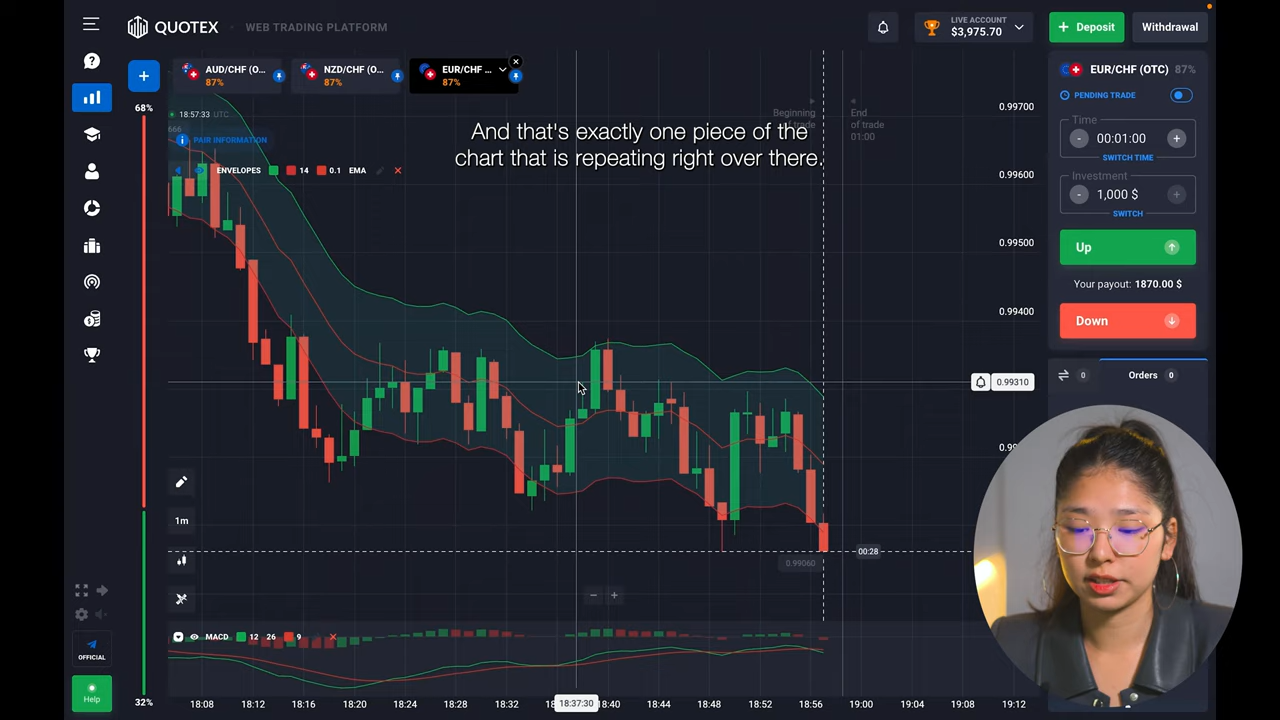 QUOTEX
WEB TRADING PLATFORM
LIVE ACCOUNT
$3,975.70
+ Deposit
Withdrawal
AUD/CHF (O...
87%
NZD/CHF (O...
87%
EUR/CHF ...
87%
68%
18:57:33 UTC
666
PAIR INFORMATION
ENVELOPES 14 0.1 EMA
And that's exactly one piece of the
chart that is repeating right over there.
Beginning
of trade
End
of trade
01:00
0.99700
0.99600
0.99500
0.99400
0.99310
00:28
0.99060
1m
MACD 12 26 9
32%
18:08
18:12
18:16
18:20
18:24
18:28
18:32
18:37:30
18:44
18:48
18:52
18:56
19:00
19:04
19:08
19:12
EUR/CHF (OTC) 87%
PENDING TRADE
Time
- 00:01:00 +
SWITCH TIME
Investment
- 1,000 $ +
SWITCH
Up
Your payout: 1870.00 $
Down
0
Orders 0
OFFICIAL
Help